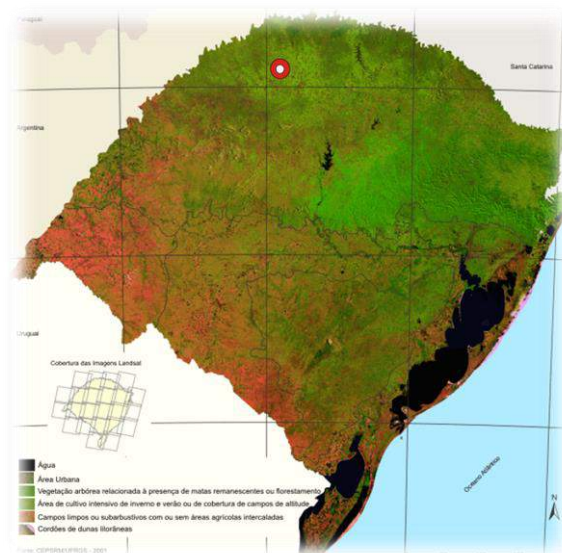 Paraguai
Santa Catarina
Argentina
Uruguai
Cobertura das Imagens Landsat
Oceano Atlântico
N
Água
Área Urbana
Vegetação arbórea relacionada à presença de matas remanescentes ou florestamento
Área de cultivo intensivo de inverno e verão ou de cobertura de campos de altitude
Campos limpos ou subarbustivos com ou sem áreas agrícolas intercaladas
Cordões de dunas litorâneas